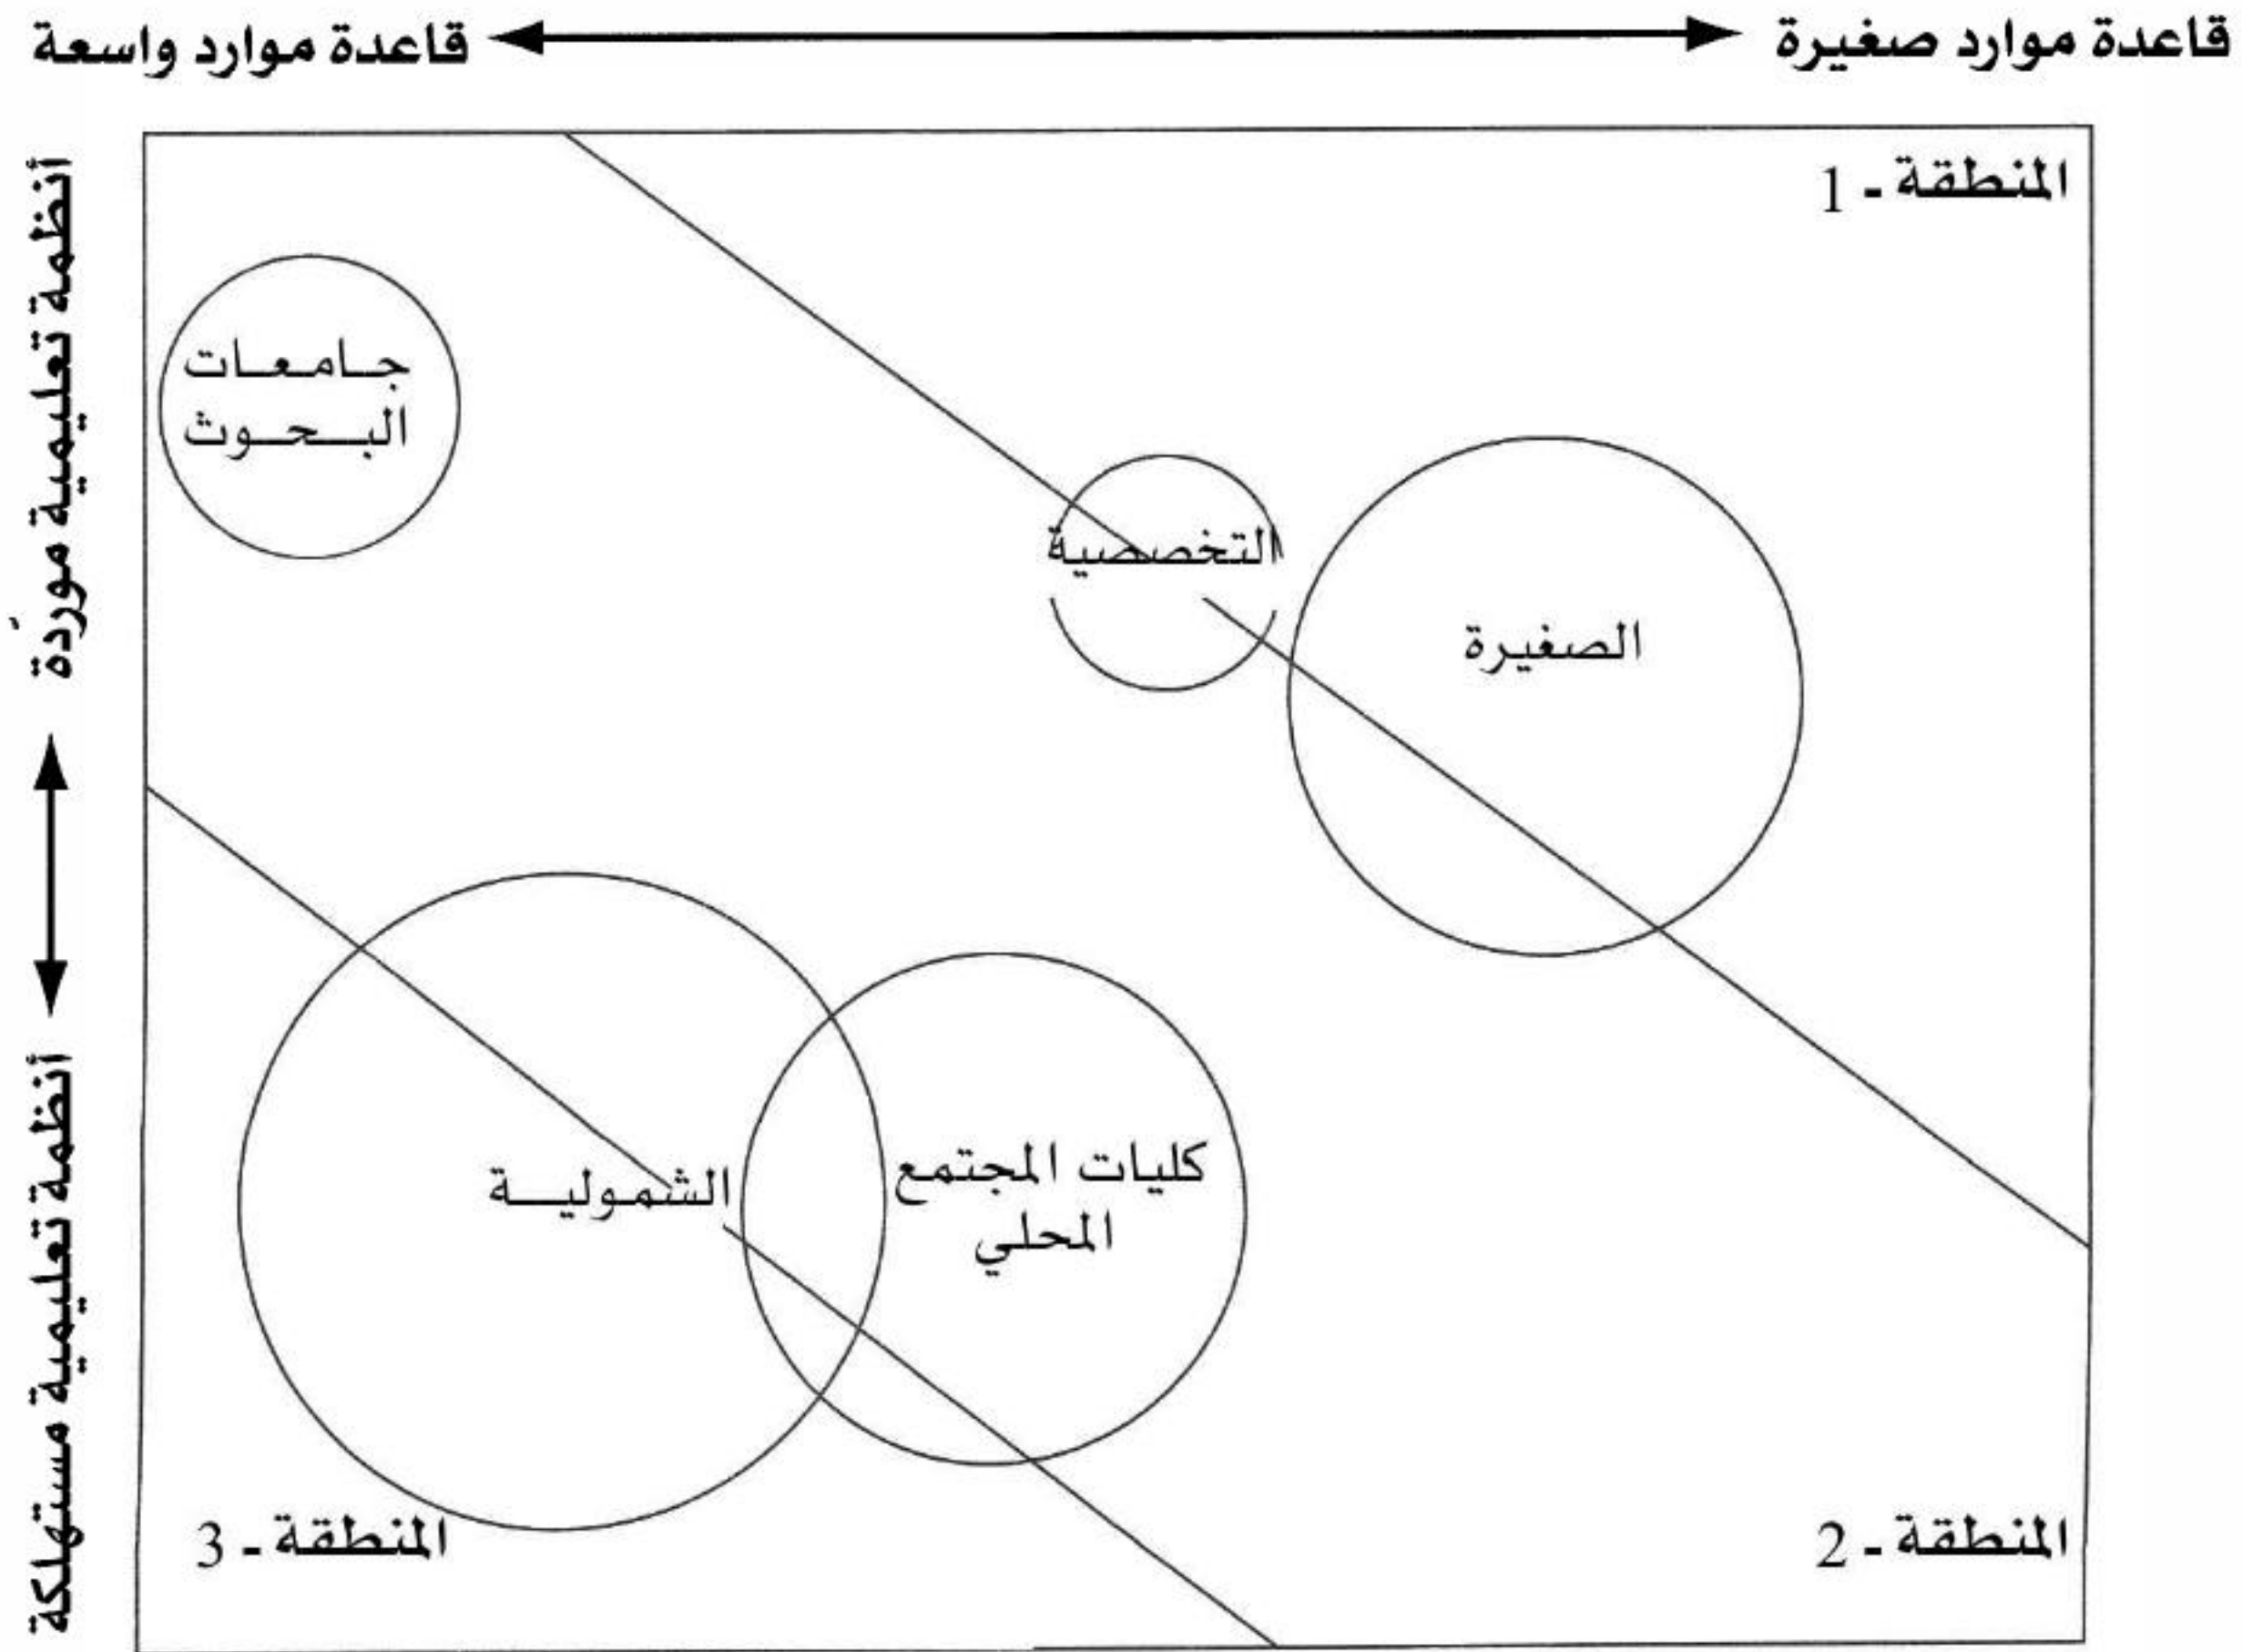 قاعدة موارد صغيرة
قاعدة موارد واسعة
المنطقة - 1
أنظمة تعليمية مورّدة
جامعات
البحوث
التخصصية
الصغيرة
أنظمة تعليمية مستهلكة
كليات المجتمع
المحلي
الشمولية
المنطقة - 2
المنطقة - 3